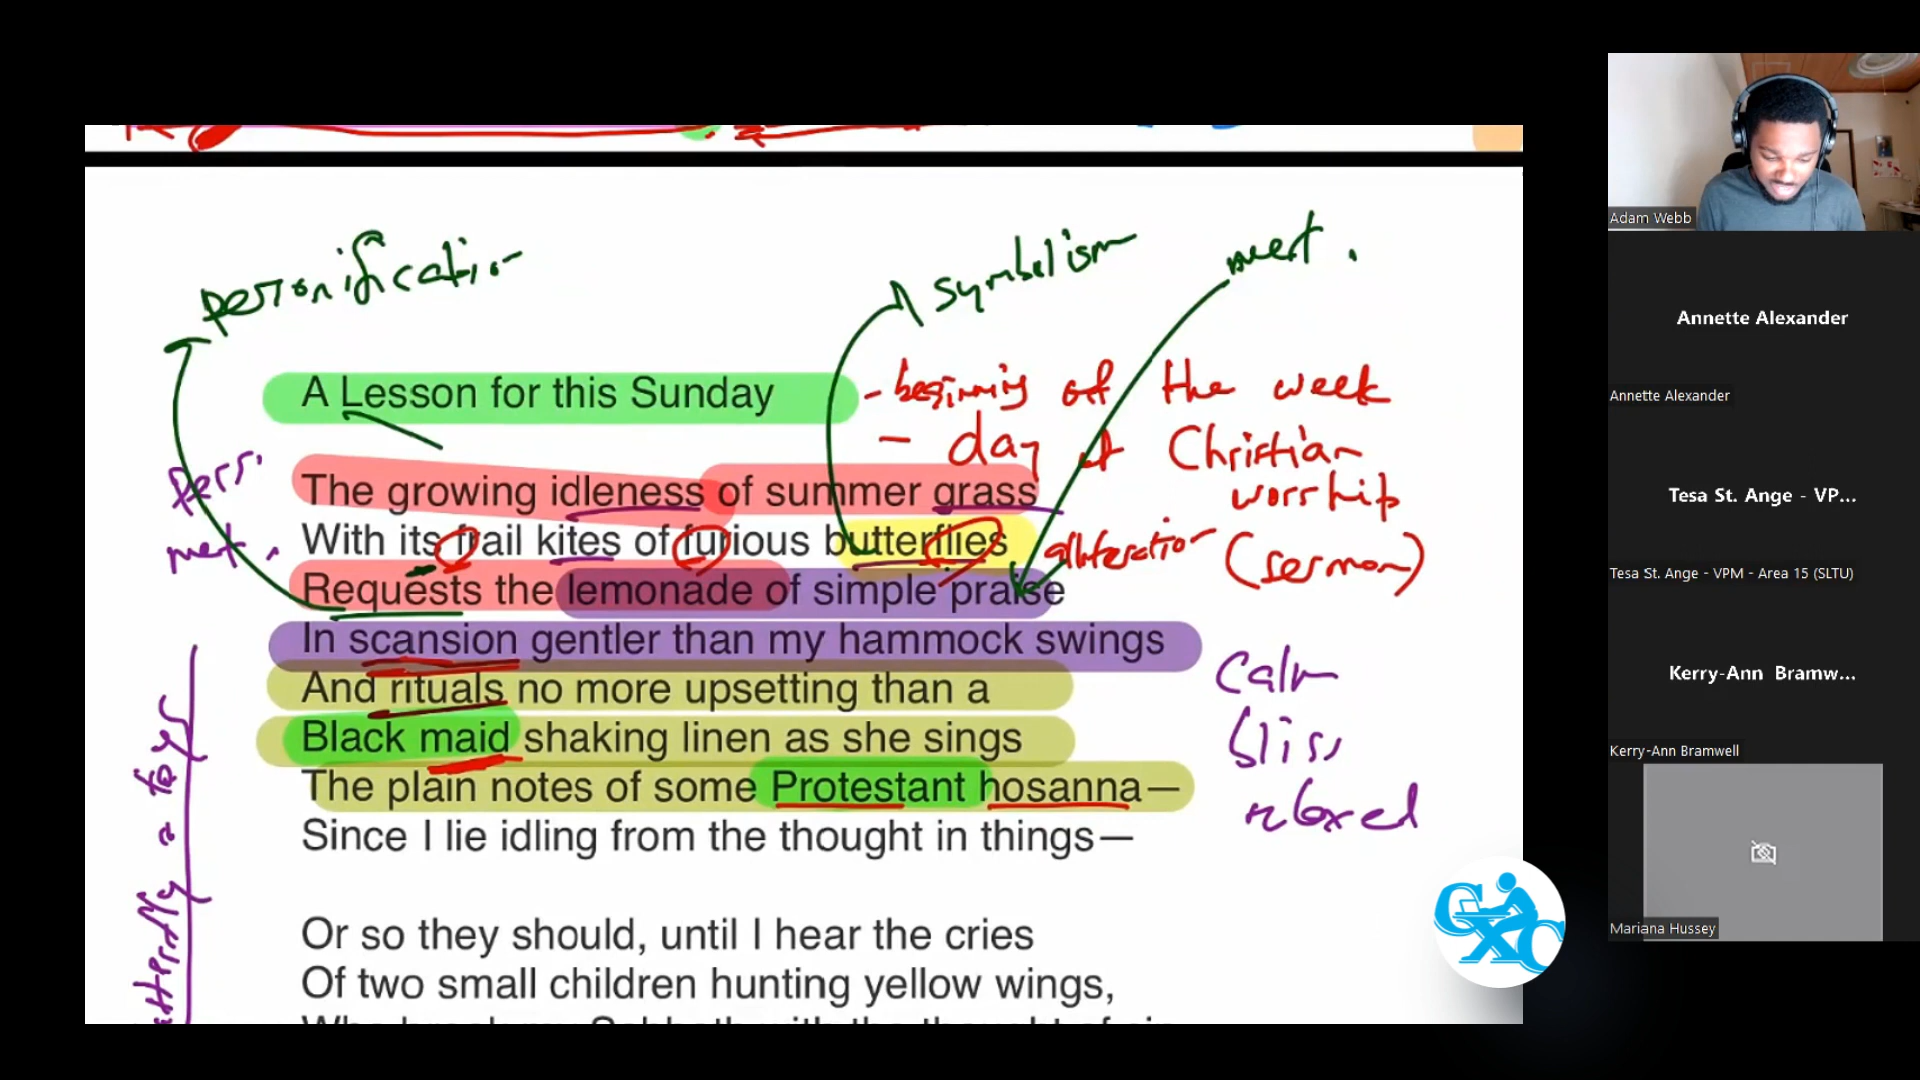 personification
symbolism
met.
A Lesson for this Sunday
- beginning of the week
- day of Christian
worship
(sermon)
pers.
met.
The growing idleness of summer grass
With its frail kites of furious butterflies
alliteration
Requests the lemonade of simple praise
In scansion gentler than my hammock swings
And rituals no more upsetting than a
Black maid shaking linen as she sings
The plain notes of some Protestant hosanna—
Since I lie idling from the thought in things—
calm
bliss
relaxed
Or so they should, until I hear the cries
Of two small children hunting yellow wings,
CXC
Adam Webb
Annette Alexander
Annette Alexander
Tesa St. Ange - VP...
Tesa St. Ange - VPM - Area 15 (SLTU)
Kerry-Ann Bramw...
Kerry-Ann Bramwell
Mariana Hussey